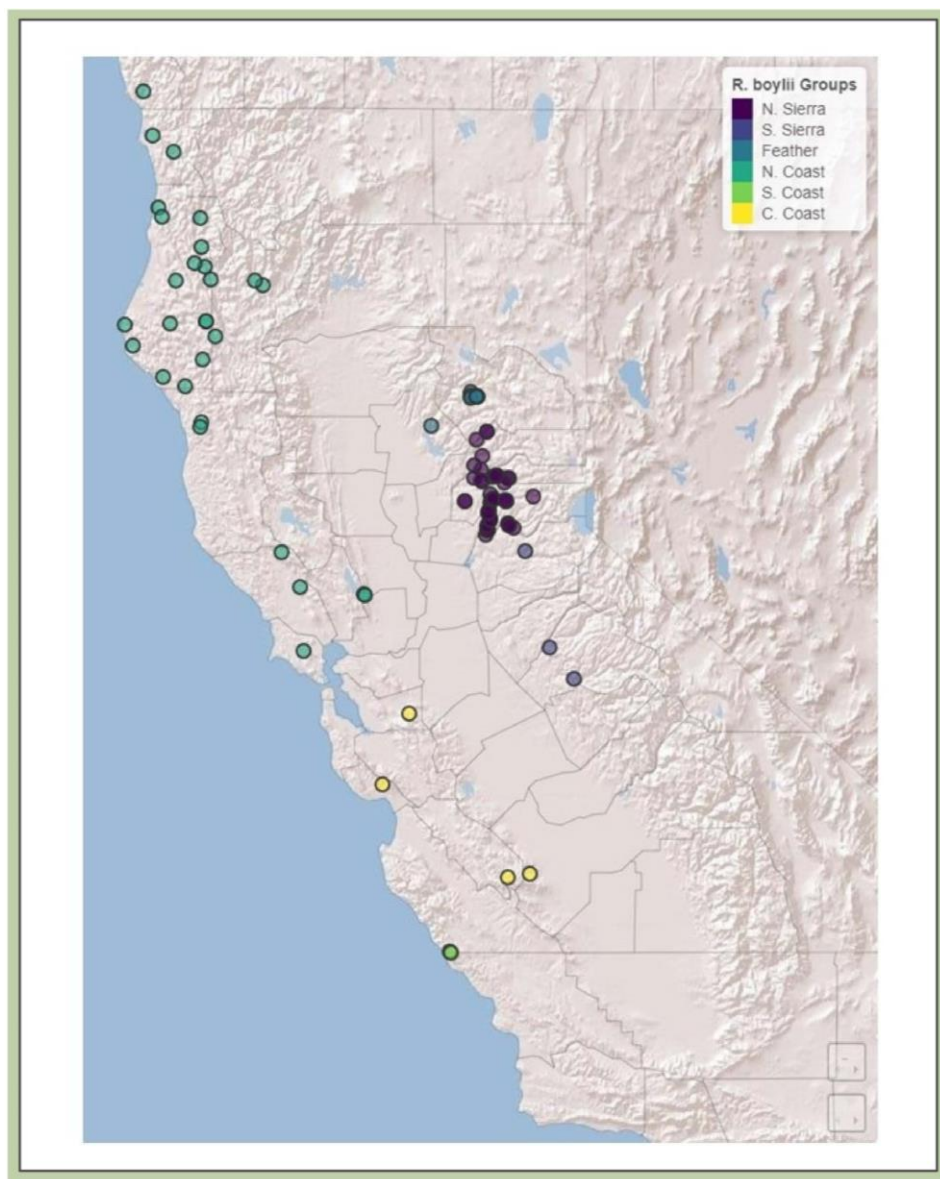 R. boylii Groups
N. Sierra
S. Sierra
Feather
N. Coast
S. Coast
C. Coast